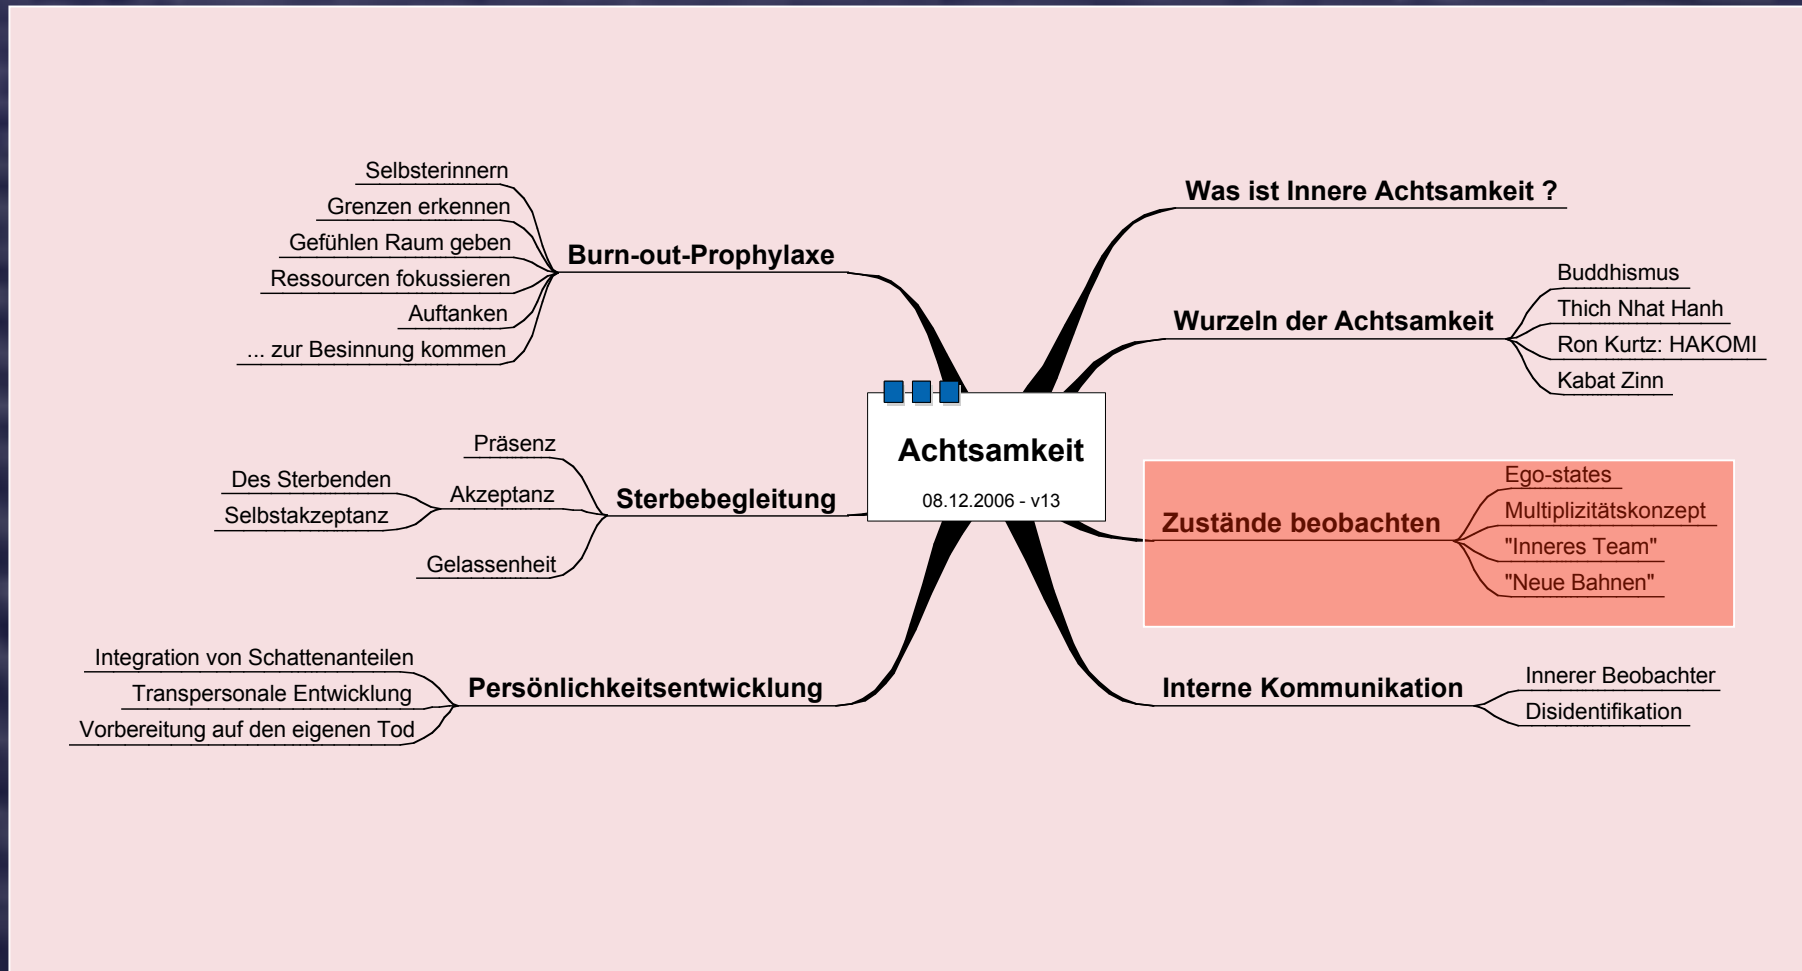 Achtsamkeit
08.12.2006 - v13
Was ist Innere Achtsamkeit ?
Wurzeln der Achtsamkeit
Buddhismus
Thich Nhat Hanh
Ron Kurtz: HAKOMI
Kabat Zinn
Zustände beobachten
Ego-states
Multiplizitätskonzept
"Inneres Team"
"Neue Bahnen"
Interne Kommunikation
Innerer Beobachter
Disidentifikation
Burn-out-Prophylaxe
Selbsterinnern
Grenzen erkennen
Gefühlen Raum geben
Ressourcen fokussieren
Auftanken
... zur Besinnung kommen
Sterbebegleitung
Präsenz
Akzeptanz
Des Sterbenden
Selbstakzeptanz
Gelassenheit
Persönlichkeitsentwicklung
Integration von Schattenanteilen
Transpersonale Entwicklung
Vorbereitung auf den eigenen Tod